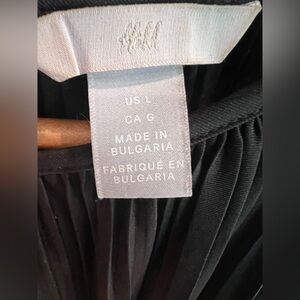 H&M
US L
CA G
MADE IN
BULGARIA
FABRIQUÉ EN
BULGARIA